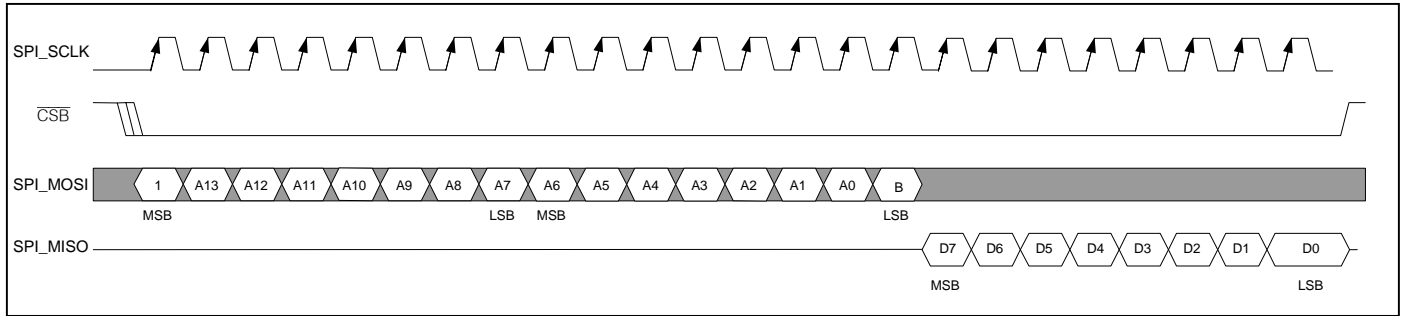 SPI_SCLK
CSB
SPI_MOSI 1 A13 A12 A11 A10 A9 A8 A7 A6 A5 A4 A3 A2 A1 A0 B
MSB LSB MSB LSB
SPI_MISO D7 D6 D5 D4 D3 D2 D1 D0
MSB LSB